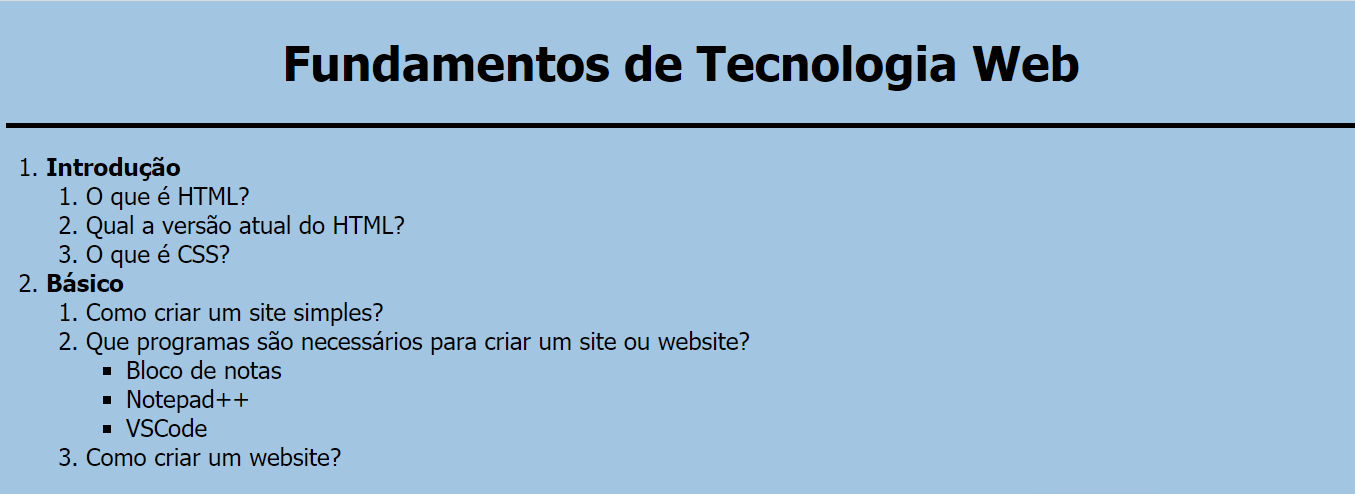 Fundamentos de Tecnologia Web
1. Introdução
1. O que é HTML?
2. Qual a versão atual do HTML?
3. O que é CSS?
2. Básico
1. Como criar um site simples?
2. Que programas são necessários para criar um site ou website?
▪ Bloco de notas
▪ Notepad++
▪ VSCode
3. Como criar um website?